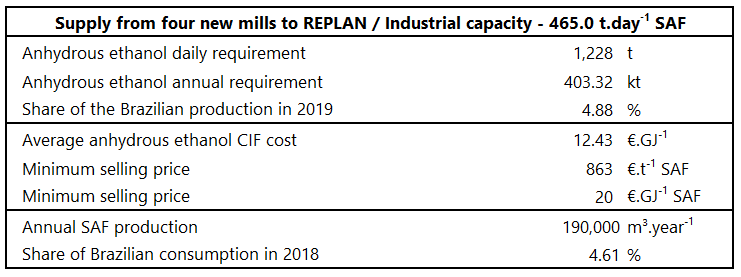 Supply from four new mills to REPLAN / Industrial capacity - 465.0 t.day⁻¹ SAF
Anhydrous ethanol daily requirement 1,228 t
Anhydrous ethanol annual requirement 403.32 kt
Share of the Brazilian production in 2019 4.88 %
Average anhydrous ethanol CIF cost 12.43 €.GJ⁻¹
Minimum selling price 863 €.t⁻¹ SAF
Minimum selling price 20 €.GJ⁻¹ SAF
Annual SAF production 190,000 m³.year⁻¹
Share of Brazilian consumption in 2018 4.61 %